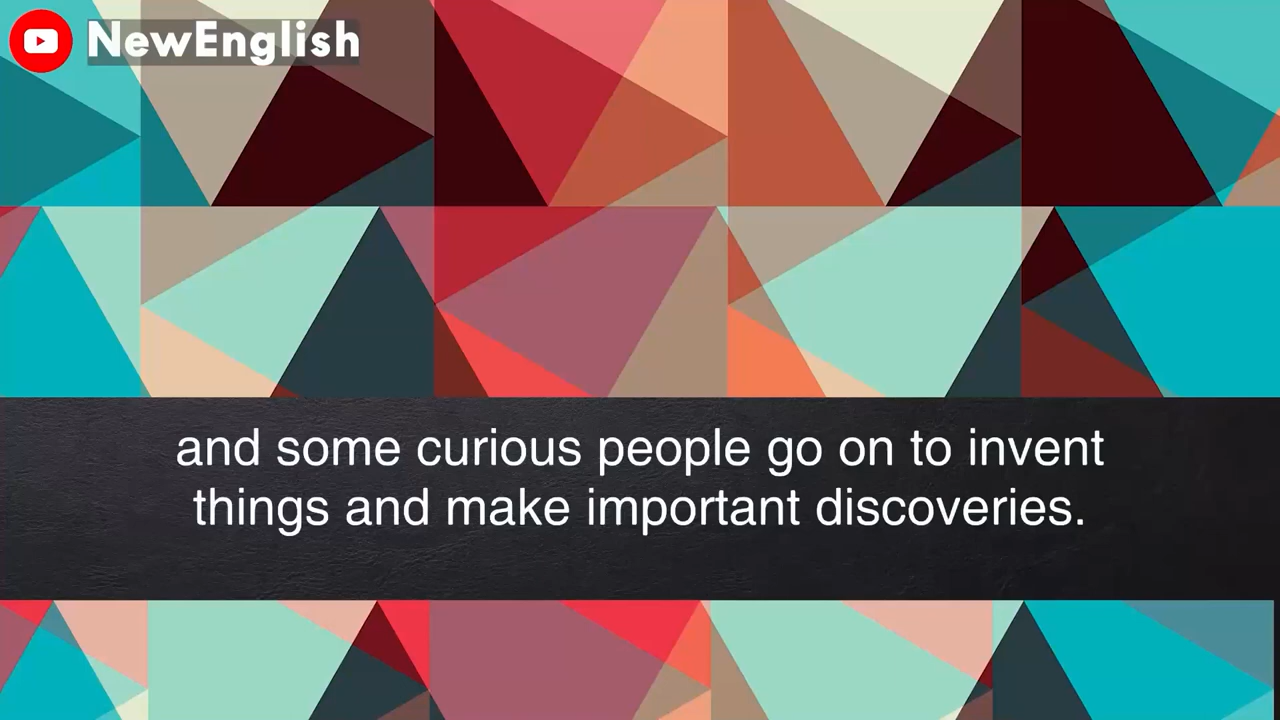 NewEnglish
and some curious people go on to invent
things and make important discoveries.